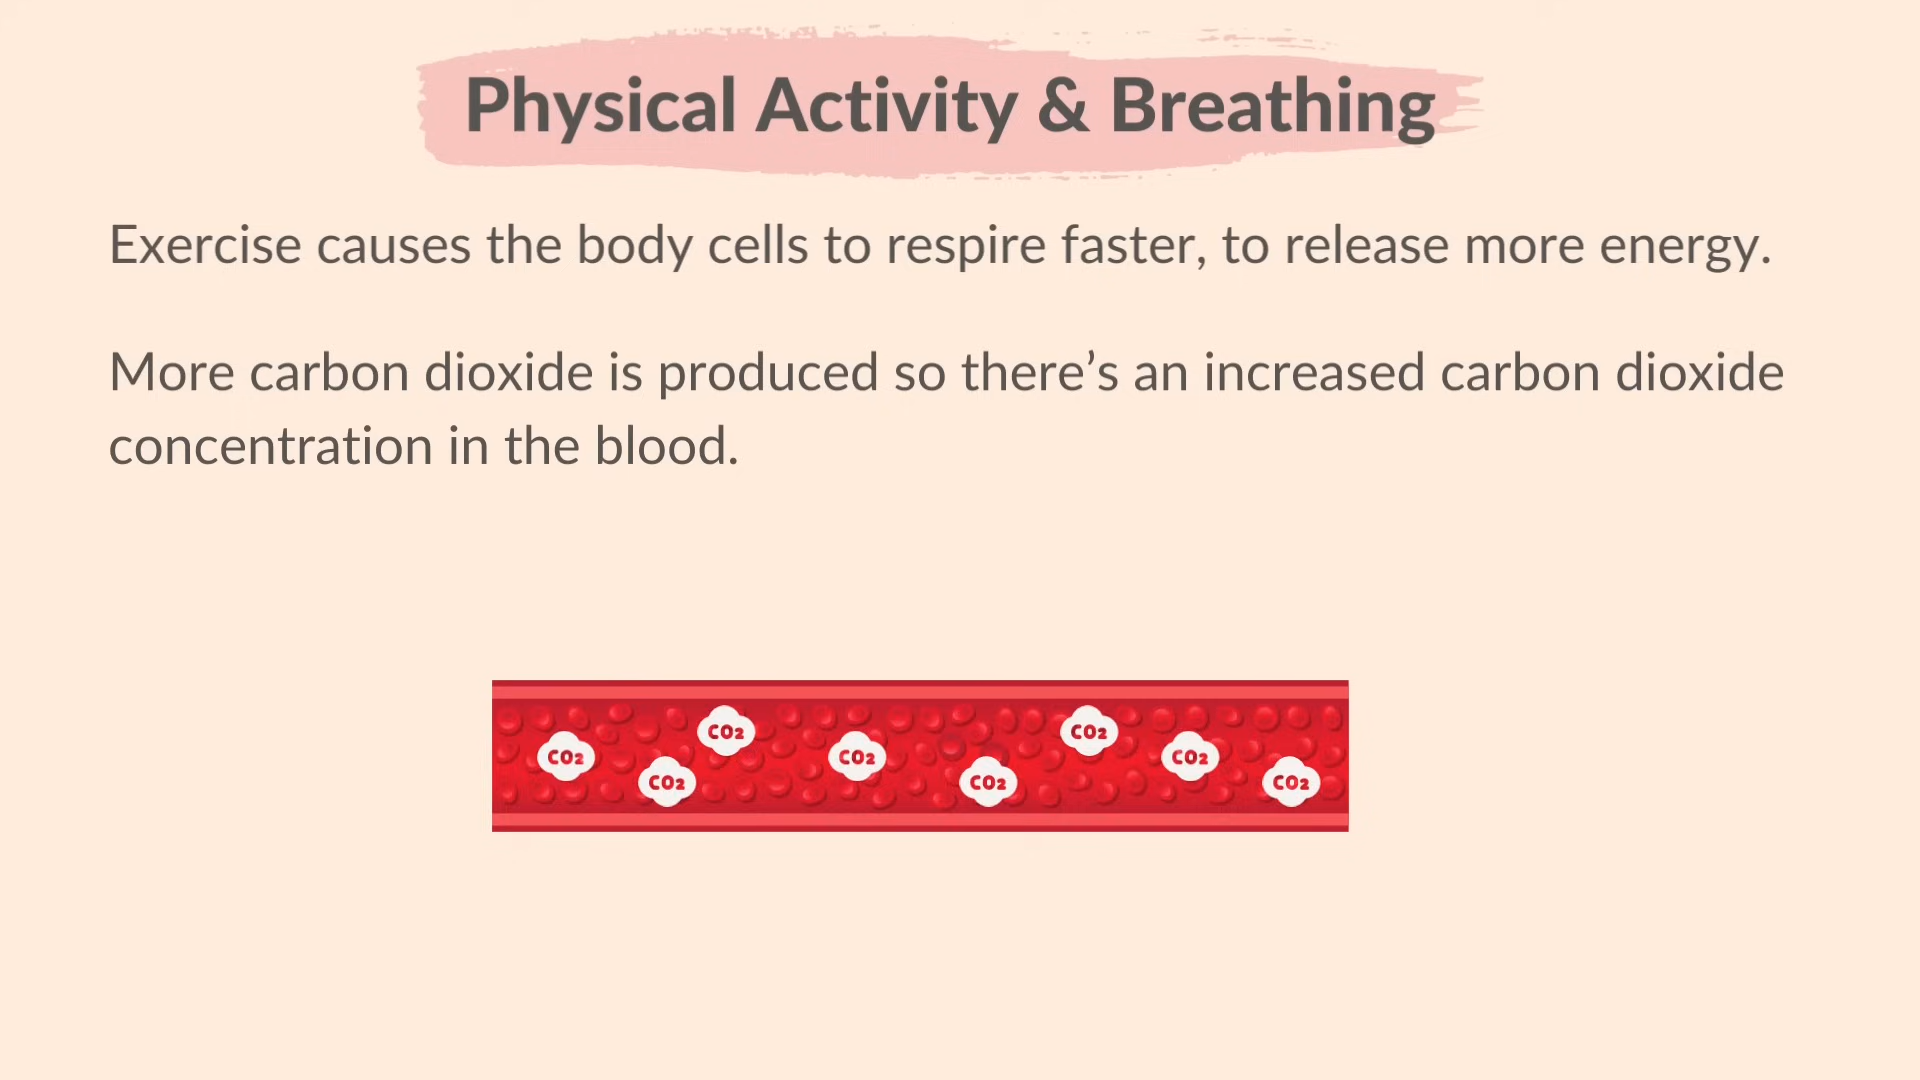 Physical Activity & Breathing
Exercise causes the body cells to respire faster, to release more energy.
More carbon dioxide is produced so there’s an increased carbon dioxide
concentration in the blood.
CO2
CO2
CO2
CO2
CO2
CO2
CO2
CO2